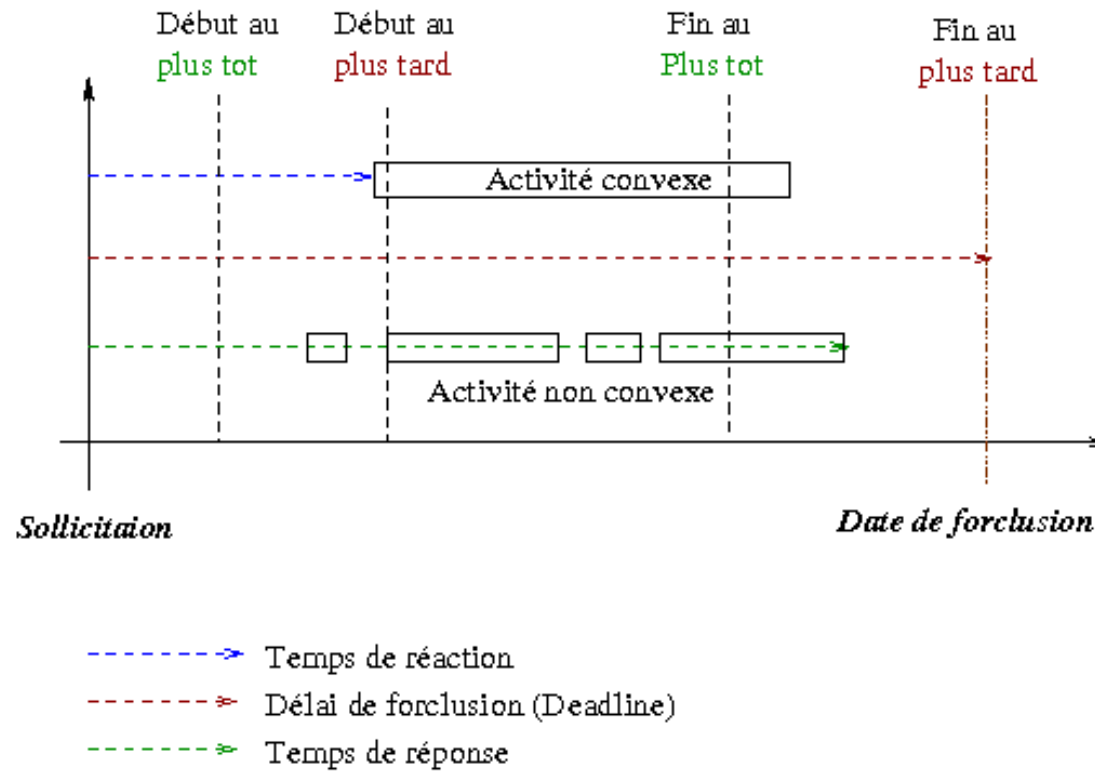 Début au
plus tot
Début au
plus tard
Fin au
Plus tot
Fin au
plus tard
Activité convexe
Activité non convexe
Sollicitaion
Date de forclusion
Temps de réaction
Délai de forclusion (Deadline)
Temps de réponse